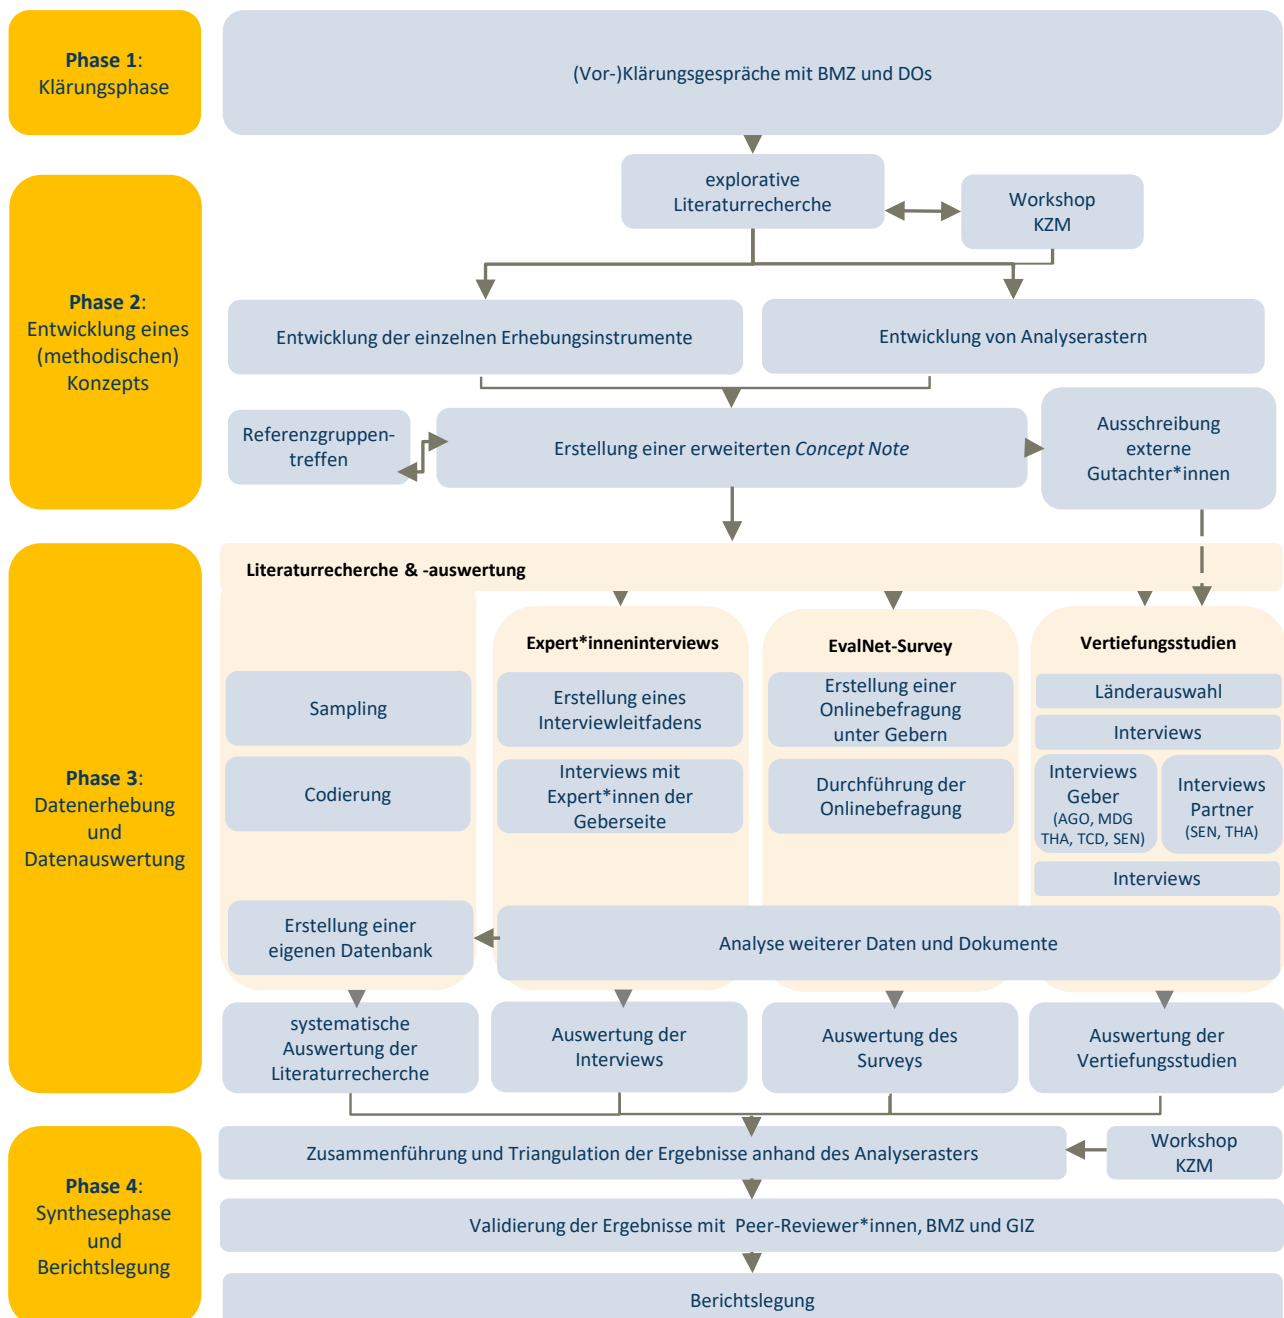 Phase 1:
Klärungsphase
(Vor-)Klärungsgespräche mit BMZ und DOs
Phase 2:
Entwicklung eines
(methodischen)
Konzepts
explorative
Literaturrecherche
Workshop
KZM
Entwicklung der einzelnen Erhebungsinstrumente
Entwicklung von Analyserastern
Referenzgruppen-
treffen
Erstellung einer erweiterten Concept Note
Ausschreibung
externe
Gutachter*innen
Phase 3:
Datenerhebung
und
Datenauswertung
Literaturrecherche & -auswertung
Sampling
Codierung
Erstellung einer
eigenen Datenbank
Expert*inneninterviews
Erstellung eines
Interviewleitfadens
Interviews mit
Expert*innen der
Geberseite
EvalNet-Survey
Erstellung einer
Onlinebefragung
unter Gebern
Durchführung der
Onlinebefragung
Vertiefungsstudien
Länderauswahl
Interviews
Interviews
Geber
(AGO, MDG
THA, TCD, SEN)
Interviews
Partner
(SEN, THA)
Interviews
Analyse weiterer Daten und Dokumente
systematische
Auswertung der
Literaturrecherche
Auswertung der
Interviews
Auswertung des
Surveys
Auswertung der
Vertiefungsstudien
Phase 4:
Synthesephase
und
Berichtslegung
Zusammenführung und Triangulation der Ergebnisse anhand des Analyserasters
Workshop
KZM
Validierung der Ergebnisse mit Peer-Reviewer*innen, BMZ und GIZ
Berichtslegung